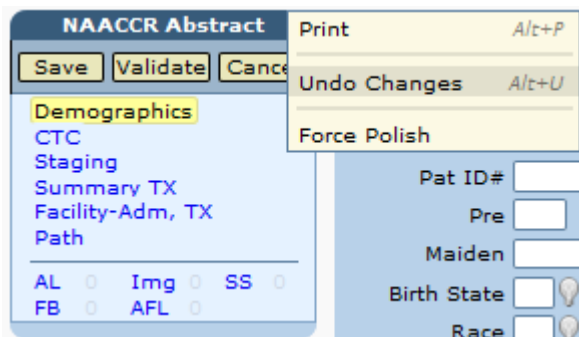 NAACCR Abstract
Save Validate Cance
Demographics
CTC
Staging
Summary TX
Facility-Adm, TX
Path
AL 0 Img 0 SS 0
FB 0 AFL 0
Print Alt+P
Undo Changes Alt+U
Force Polish
Pat ID#
Pre
Maiden
Birth State
Race